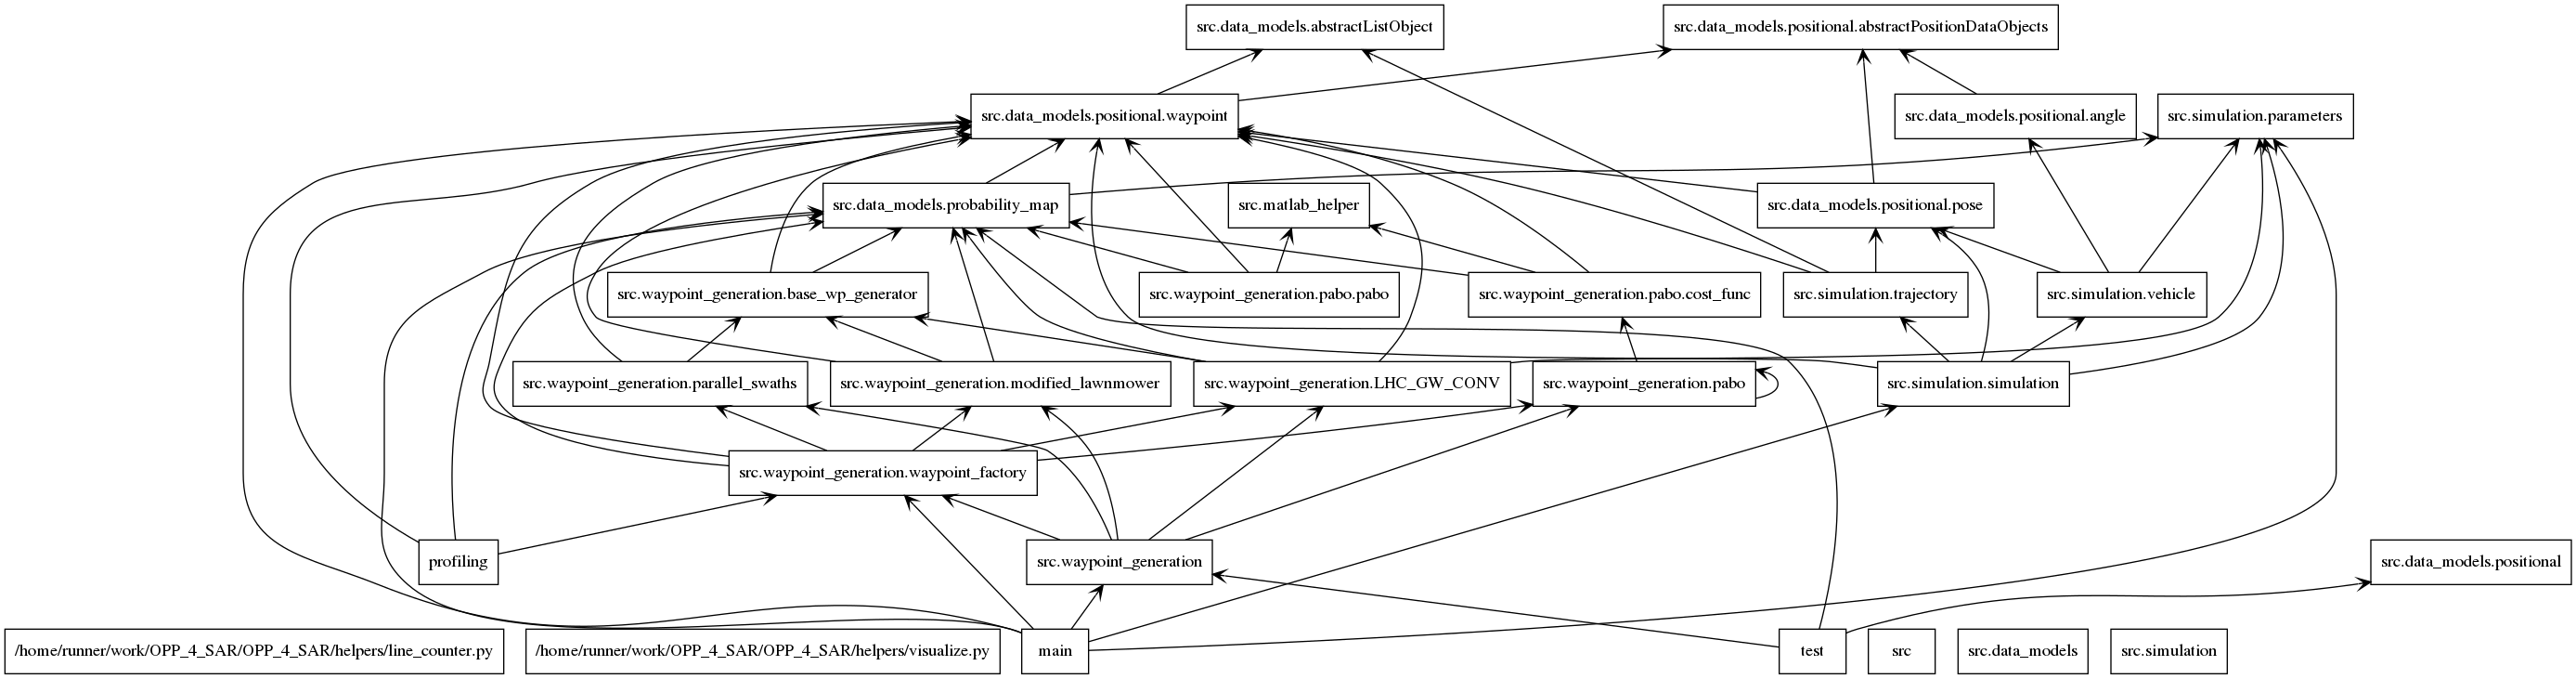 src.data_models.abstractListObject
src.data_models.positional.abstractPositionDataObjects
src.data_models.positional.waypoint
src.data_models.positional.angle
src.simulation.parameters
src.data_models.probability_map
src.matlab_helper
src.data_models.positional.pose
src.waypoint_generation.base_wp_generator
src.waypoint_generation.pabo.pabo
src.waypoint_generation.pabo.cost_func
src.simulation.trajectory
src.simulation.vehicle
src.waypoint_generation.parallel_swaths
src.waypoint_generation.modified_lawnmower
src.waypoint_generation.LHC_GW_CONV
src.waypoint_generation.pabo
src.simulation.simulation
src.waypoint_generation.waypoint_factory
profiling
src.waypoint_generation
src.data_models.positional
/home/runner/work/OPP_4_SAR/OPP_4_SAR/helpers/line_counter.py
/home/runner/work/OPP_4_SAR/OPP_4_SAR/helpers/visualize.py
main
test
src
src.data_models
src.simulation